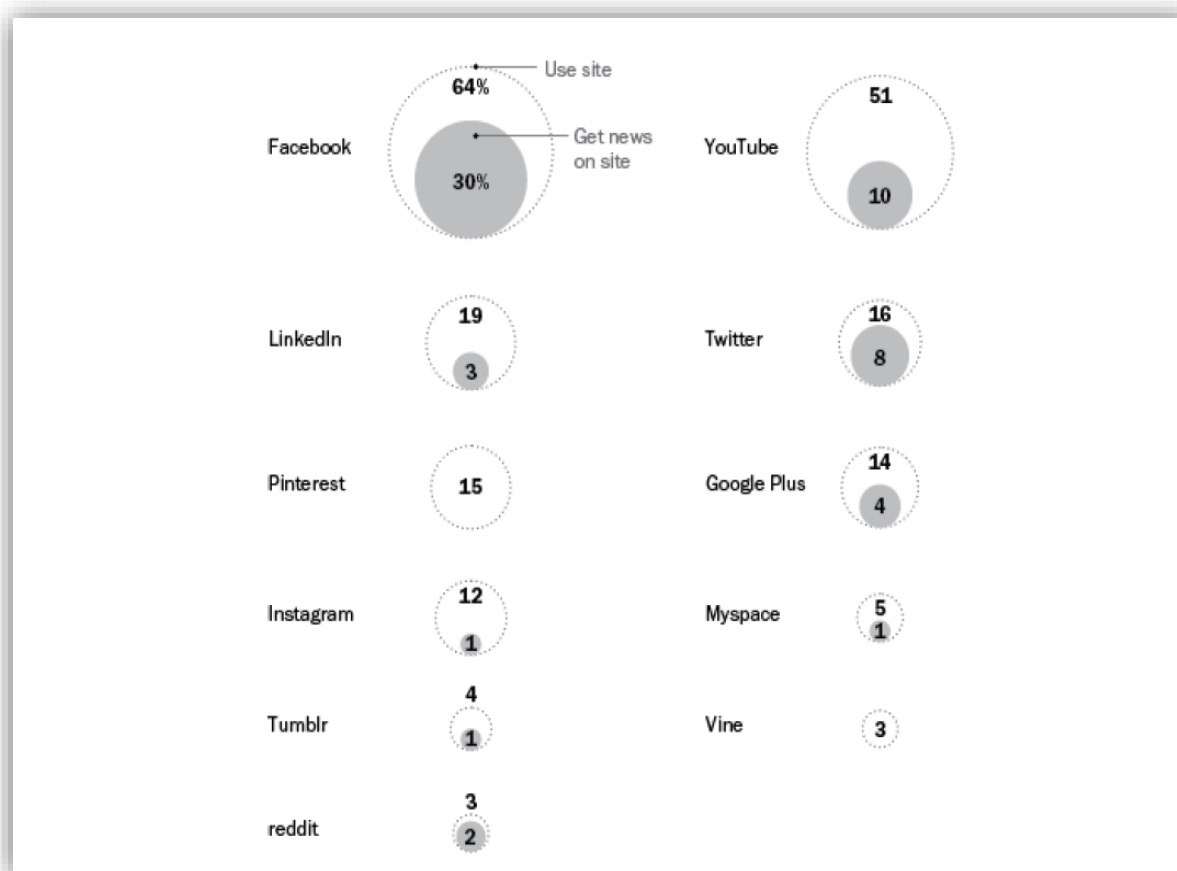 Use site
64%
51
Get news
on site
Facebook
YouTube
30%
10
19
16
LinkedIn
Twitter
3
8
14
Pinterest
15
Google Plus
4
12
5
Instagram
Myspace
1
1
4
Tumblr
Vine
3
1
3
reddit
2